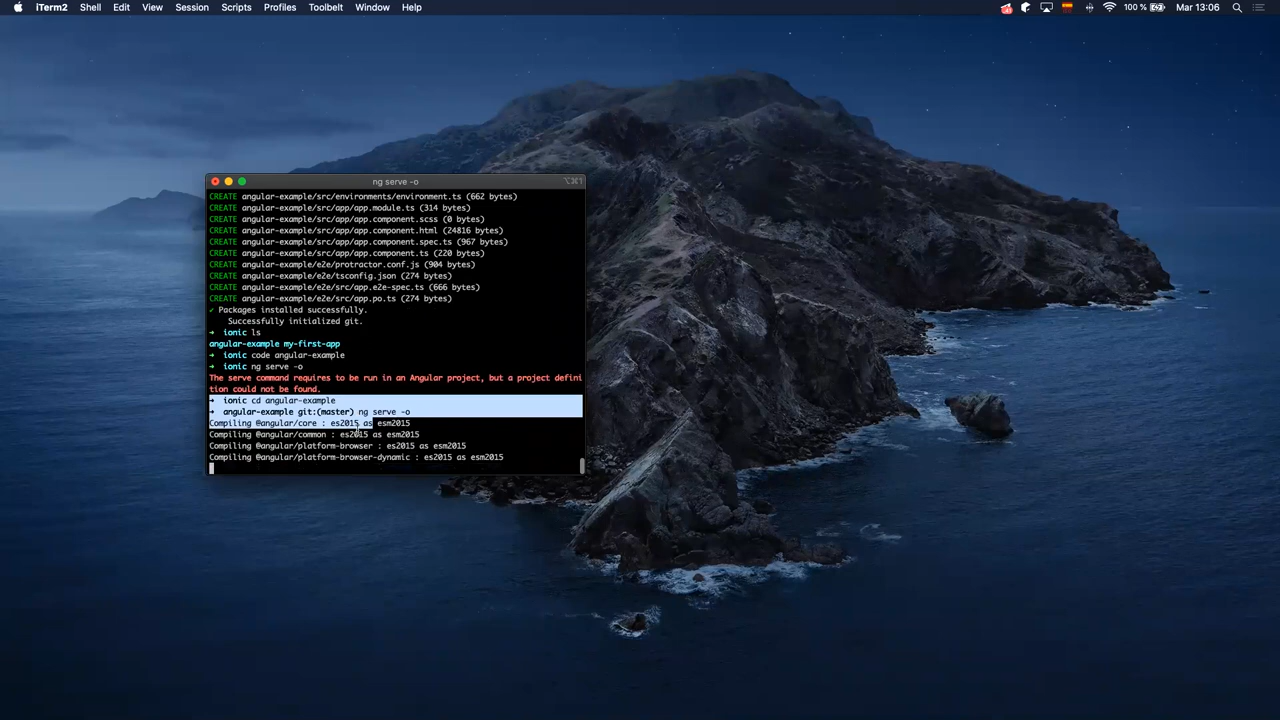 iTerm2 Shell Edit View Session Scripts Profiles Toolbelt Window Help 100 % Mar 13:06
ng serve -o ⌥⌘1
CREATE angular-example/src/environments/environment.ts (662 bytes)
CREATE angular-example/src/app/app.module.ts (314 bytes)
CREATE angular-example/src/app/app.component.scss (0 bytes)
CREATE angular-example/src/app/app.component.html (24816 bytes)
CREATE angular-example/src/app/app.component.spec.ts (967 bytes)
CREATE angular-example/src/app/app.component.ts (220 bytes)
CREATE angular-example/e2e/protractor.conf.js (904 bytes)
CREATE angular-example/e2e/tsconfig.json (274 bytes)
CREATE angular-example/e2e/src/app.e2e-spec.ts (666 bytes)
CREATE angular-example/e2e/src/app.po.ts (274 bytes)
✓ Packages installed successfully.
Successfully initialized git.
➜ ionic ls
angular-example my-first-app
➜ ionic code angular-example
➜ ionic ng serve -o
The serve command requires to be run in an Angular project, but a project defini
tion could not be found.
➜ ionic cd angular-example
➜ angular-example git:(master) ng serve -o
Compiling @angular/core : es2015 as esm2015
Compiling @angular/common : es2015 as esm2015
Compiling @angular/platform-browser : es2015 as esm2015
Compiling @angular/platform-browser-dynamic : es2015 as esm2015